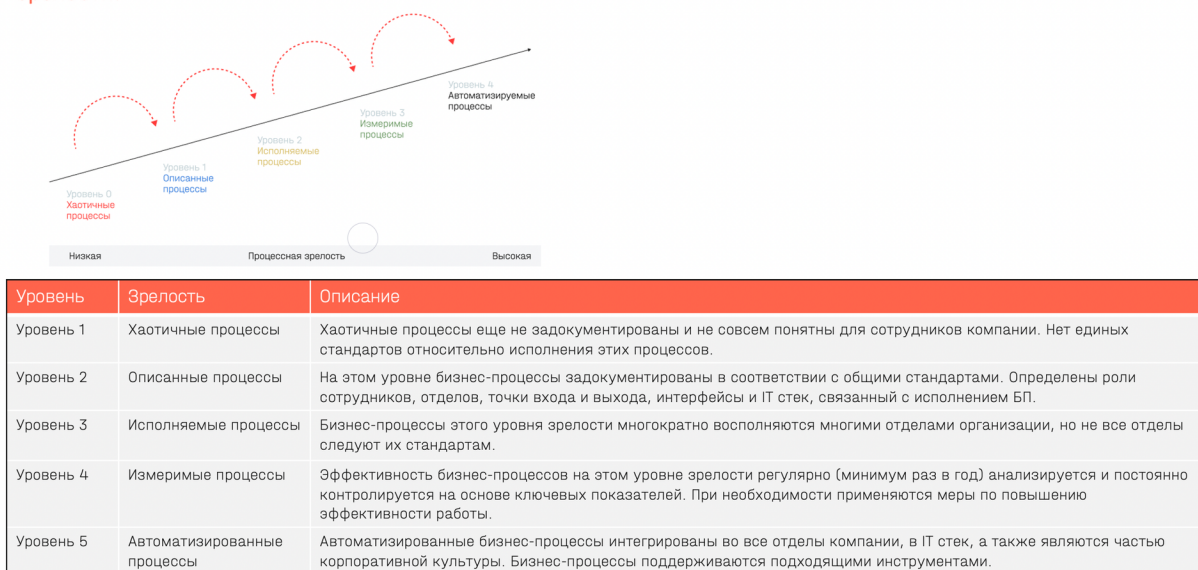 Уровень 4
Автоматизируемые
процессы
Уровень 3
Измеримые
процессы
Уровень 2
Исполняемые
процессы
Уровень 1
Описанные
процессы
Уровень 0
Хаотичные
процессы
Низкая Процессная зрелость Высокая
Уровень Зрелость Описание
Уровень 1 Хаотичные процессы Хаотичные процессы еще не задокументированы и не совсем понятны для сотрудников компании. Нет единых
стандартов относительно исполнения этих процессов.
Уровень 2 Описанные процессы На этом уровне бизнес-процессы задокументированы в соответствии с общими стандартами. Определены роли
сотрудников, отделов, точки входа и выхода, интерфейсы и IT стек, связанный с исполнением БП.
Уровень 3 Исполняемые процессы Бизнес-процессы этого уровня зрелости многократно восполняются многими отделами организации, но не все отделы
следуют их стандартам.
Уровень 4 Измеримые процессы Эффективность бизнес-процессов на этом уровне зрелости регулярно (минимум раз в год) анализируется и постоянно
контролируется на основе ключевых показателей. При необходимости применяются меры по повышению
эффективности работы.
Уровень 5 Автоматизированные Автоматизированные бизнес-процессы интегрированы во все отделы компании, в IT стек, а также являются частью
процессы корпоративной культуры. Бизнес-процессы поддерживаются подходящими инструментами.